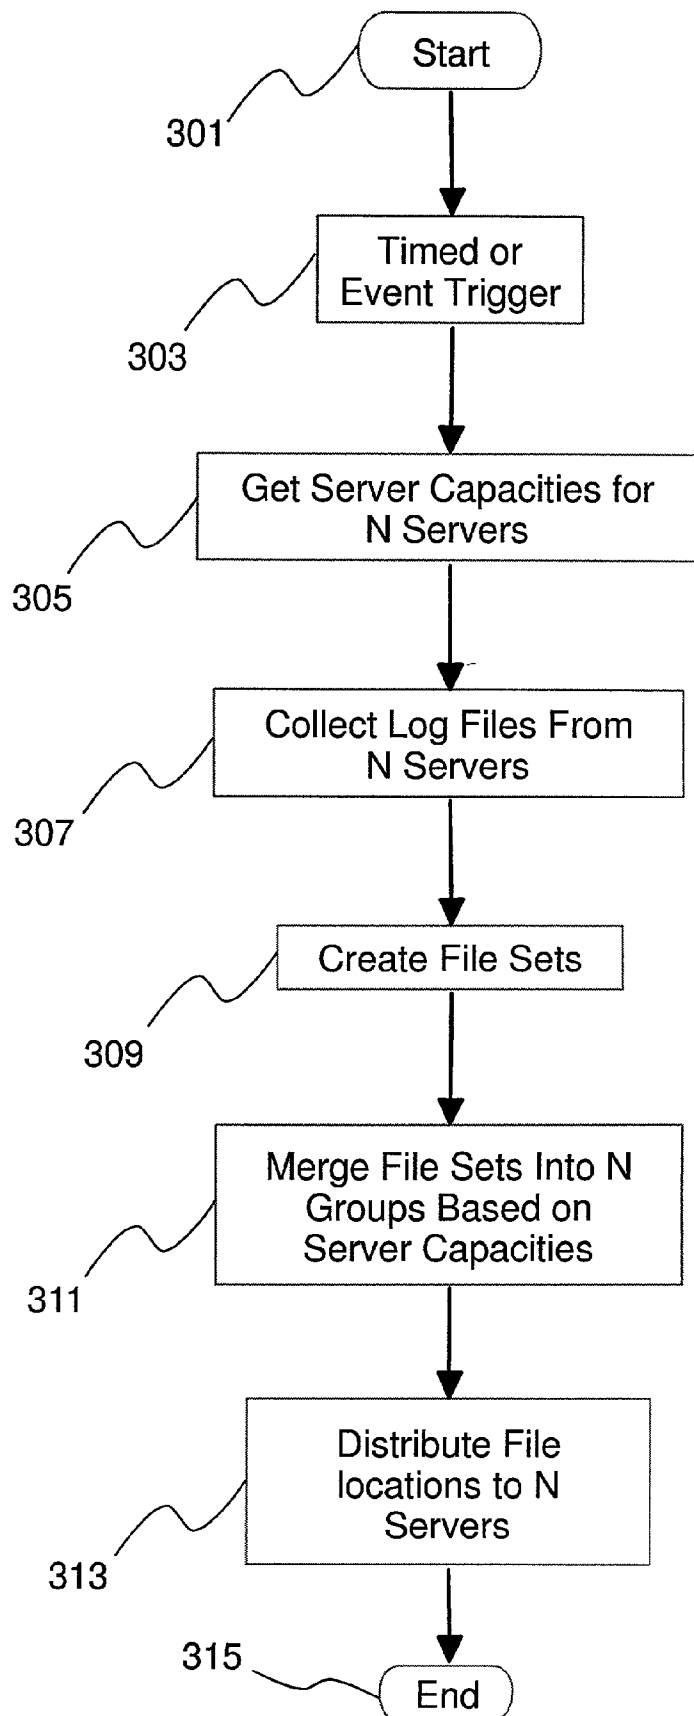 Start
301
Timed or
Event Trigger
303
Get Server Capacities for
N Servers
305
Collect Log Files From
N Servers
307
Create File Sets
309
Merge File Sets Into N
Groups Based on
Server Capacities
311
Distribute File
locations to N
Servers
313
315
End